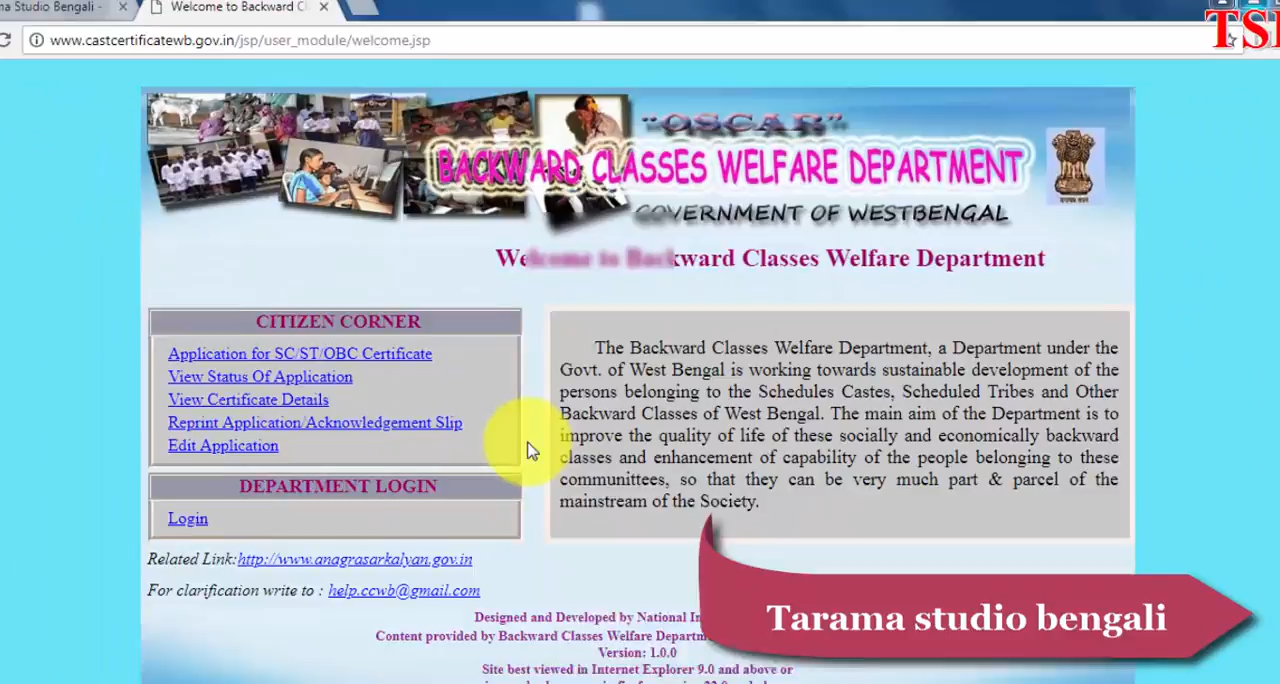 na Studio Bengali -
Welcome to Backward Cl
www.castcertificatewb.gov.in/jsp/user_module/welcome.jsp
"OSCAR"
BACKWARD CLASSES WELFARE DEPARTMENT
GOVERNMENT OF WESTBENGAL
Welcome to Backward Classes Welfare Department
CITIZEN CORNER
Application for SC/ST/OBC Certificate
View Status Of Application
View Certificate Details
Reprint Application/Acknowledgement Slip
Edit Application
DEPARTMENT LOGIN
Login
Related Link:http://www.anagrasarkalyan.gov.in
For clarification write to : help.ccwb@gmail.com
The Backward Classes Welfare Department, a Department under the
Govt. of West Bengal is working towards sustainable development of the
persons belonging to the Schedules Castes, Scheduled Tribes and Other
Backward Classes of West Bengal. The main aim of the Department is to
improve the quality of life of these socially and economically backward
classes and enhancement of capability of the people belonging to these
communittees, so that they can be very much part & parcel of the
mainstream of the Society.
Designed and Developed by National In
Content provided by Backward Classes Welfare Departm
Version: 1.0.0
Site best viewed in Internet Explorer 9.0 and above or
Tarama studio bengali